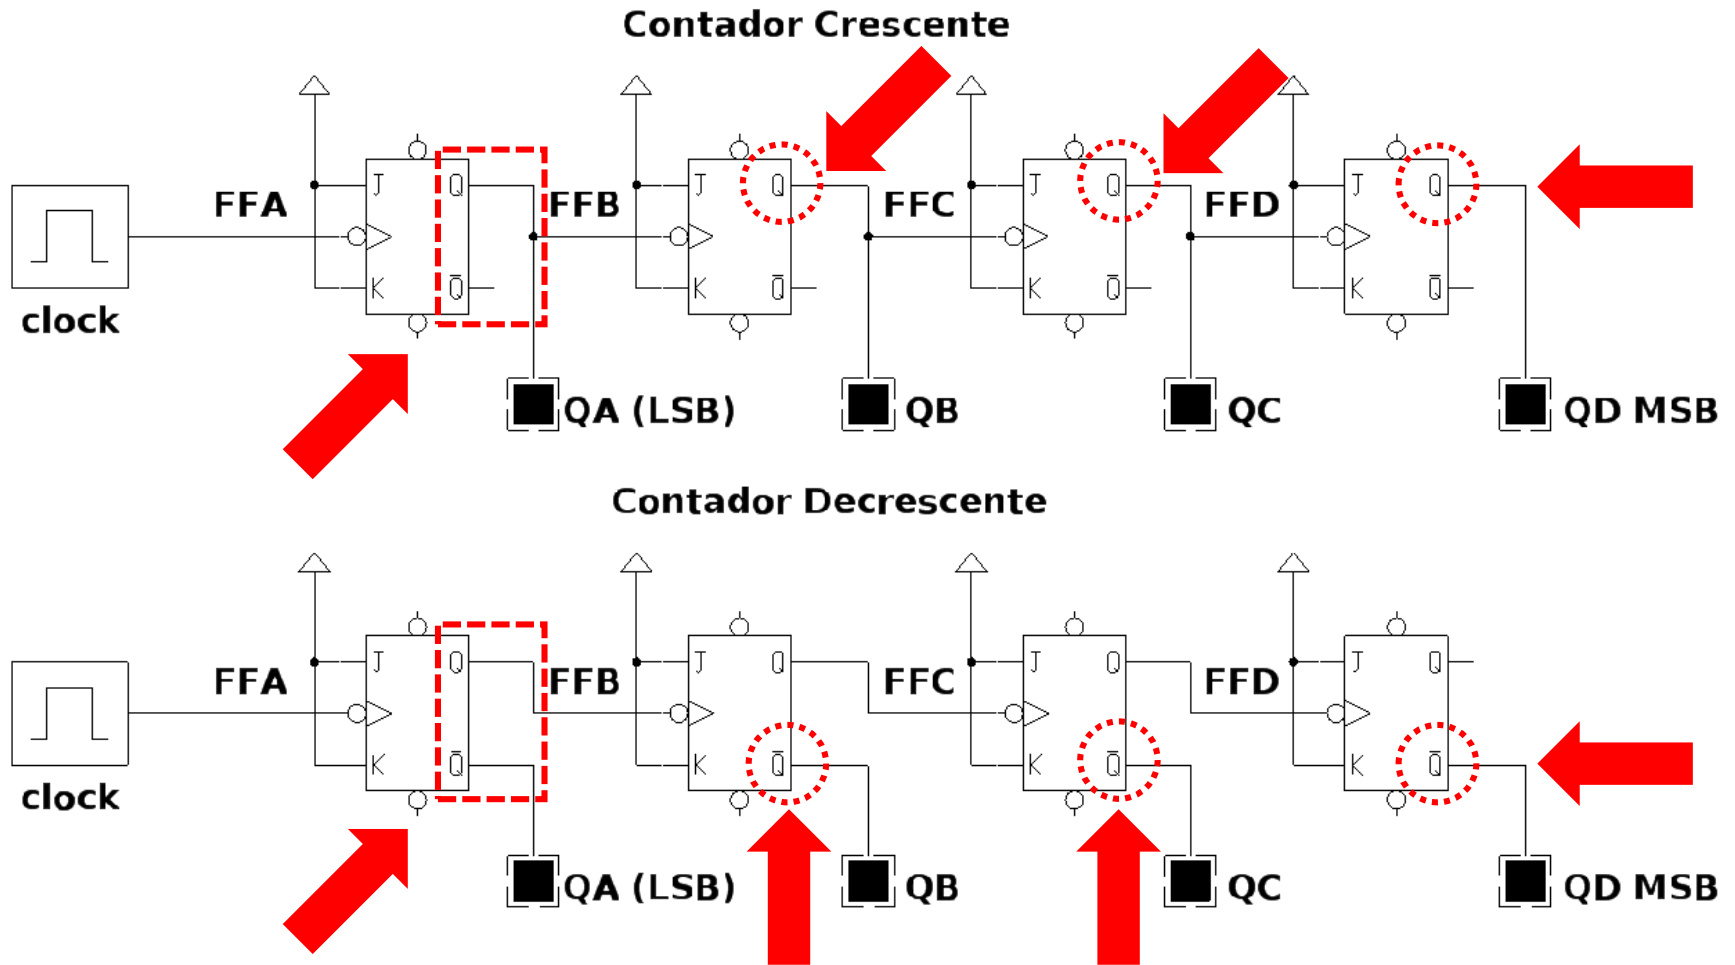 Contador Crescente
J Q J Q J Q J Q
FFA FFB FFC FFD
K Q̅ K Q̅ K Q̅ K Q̅
clock
QA (LSB) QB QC QD MSB
Contador Decrescente
J Q J Q J Q J Q
FFA FFB FFC FFD
K Q̅ K Q̅ K Q̅ K Q̅
clock
QA (LSB) QB QC QD MSB